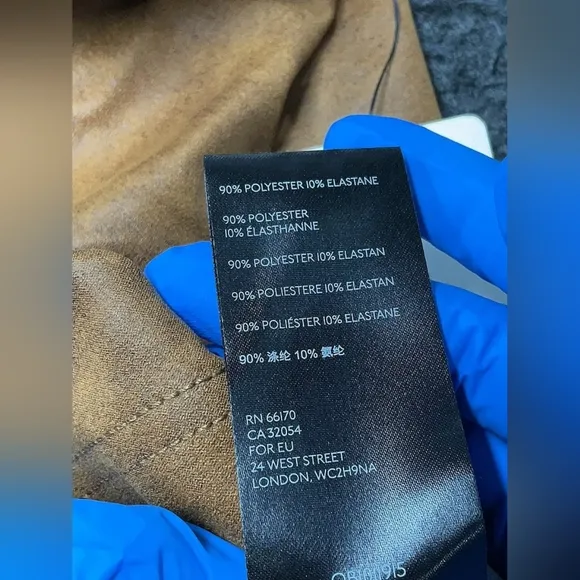 90% POLYESTER 10% ELASTANE
90% POLYESTER
10% ÉLASTHANNE
90% POLYESTER 10% ELASTAN
90% POLIESTERE 10% ELASTAN
90% POLIÉSTER 10% ELASTANE
90% 涤纶 10% 氨纶
RN 66170
CA 32054
FOR EU
24 WEST STREET
LONDON, WC2H9NA